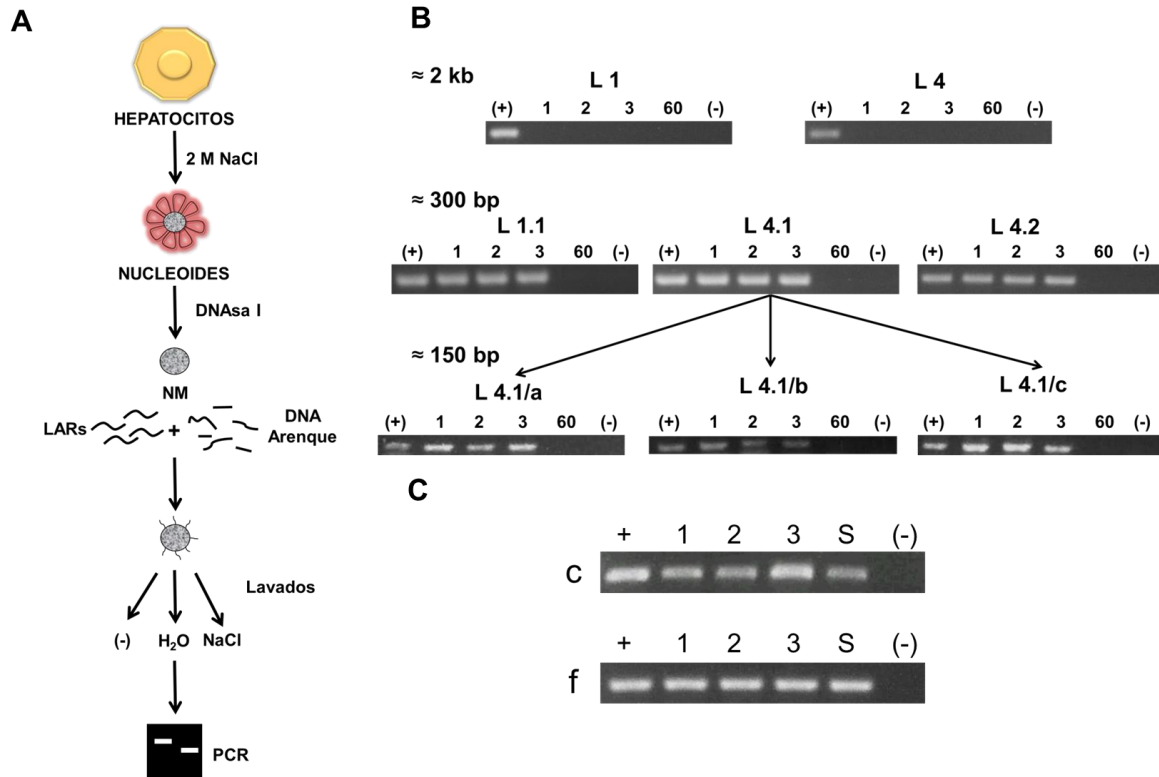 A
HEPATOCITOS
2 M NaCl
NUCLEOIDES
DNAsa I
NM
LARs
+
DNA
Arenque
Lavados
(-) H₂O NaCl
PCR
B
≈ 2 kb
L 1
(+) 1 2 3 60 (-)
L 4
(+) 1 2 3 60 (-)
≈ 300 bp
L 1.1
(+) 1 2 3 60 (-)
L 4.1
(+) 1 2 3 60 (-)
L 4.2
(+) 1 2 3 60 (-)
≈ 150 bp
L 4.1/a
(+) 1 2 3 60 (-)
L 4.1/b
(+) 1 2 3 60 (-)
L 4.1/c
(+) 1 2 3 60 (-)
C
+ 1 2 3 S (-)
c
+ 1 2 3 S (-)
f